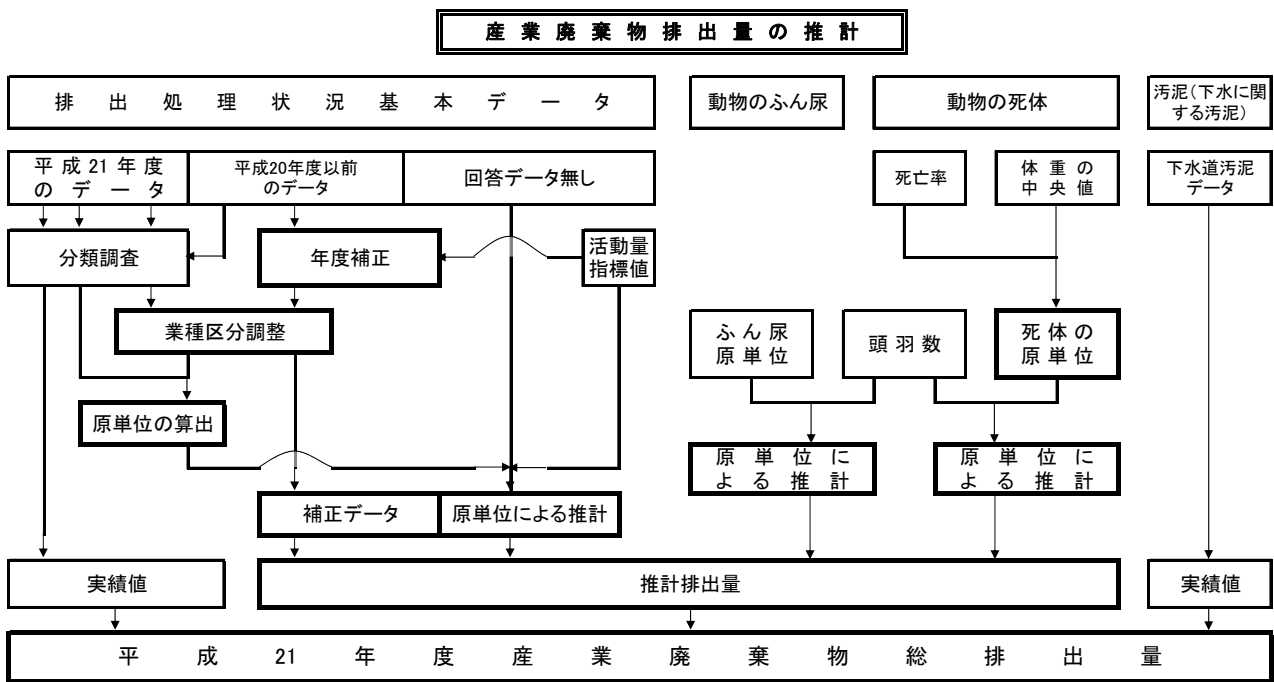 産業廃棄物排出量の推計
排出処理状況基本データ
動物のふん尿
動物の死体
汚泥(下水に関
する汚泥)
平成21年度
のデータ
平成20年度以前
のデータ
回答データ無し
死亡率
体重の
中央値
下水道汚泥
データ
分類調査
年度補正
活動量
指標値
業種区分調整
ふん尿
原単位
頭羽数
死体の
原単位
原単位の算出
原単位に
よる推計
原単位に
よる推計
補正データ
原単位による推計
実績値
推計排出量
実績値
平成21年度産業廃棄物総排出量